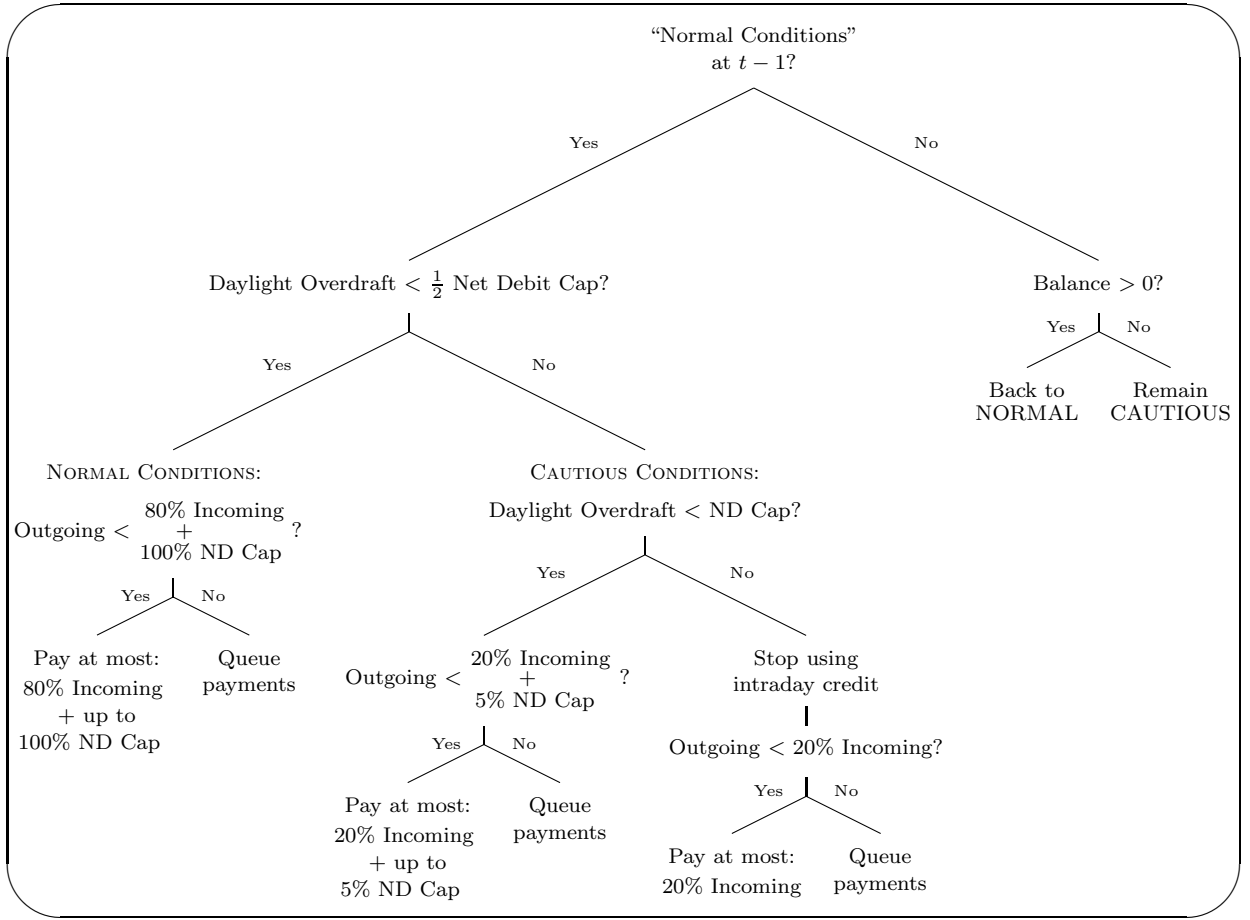 “Normal Conditions”
at t − 1?
Yes
No
Daylight Overdraft < 1/2 Net Debit Cap?
Balance > 0?
Yes
No
Yes
No
Back to
NORMAL
Remain
CAUTIOUS
NORMAL CONDITIONS:
Outgoing < 80% Incoming
+
100% ND Cap
?
CAUTIOUS CONDITIONS:
Daylight Overdraft < ND Cap?
Yes
No
Yes
No
Pay at most:
80% Incoming
+ up to
100% ND Cap
Queue
payments
Outgoing < 20% Incoming
+
5% ND Cap
?
Stop using
intraday credit
Outgoing < 20% Incoming?
Yes
No
Yes
No
Pay at most:
20% Incoming
+ up to
5% ND Cap
Queue
payments
Pay at most:
20% Incoming
Queue
payments